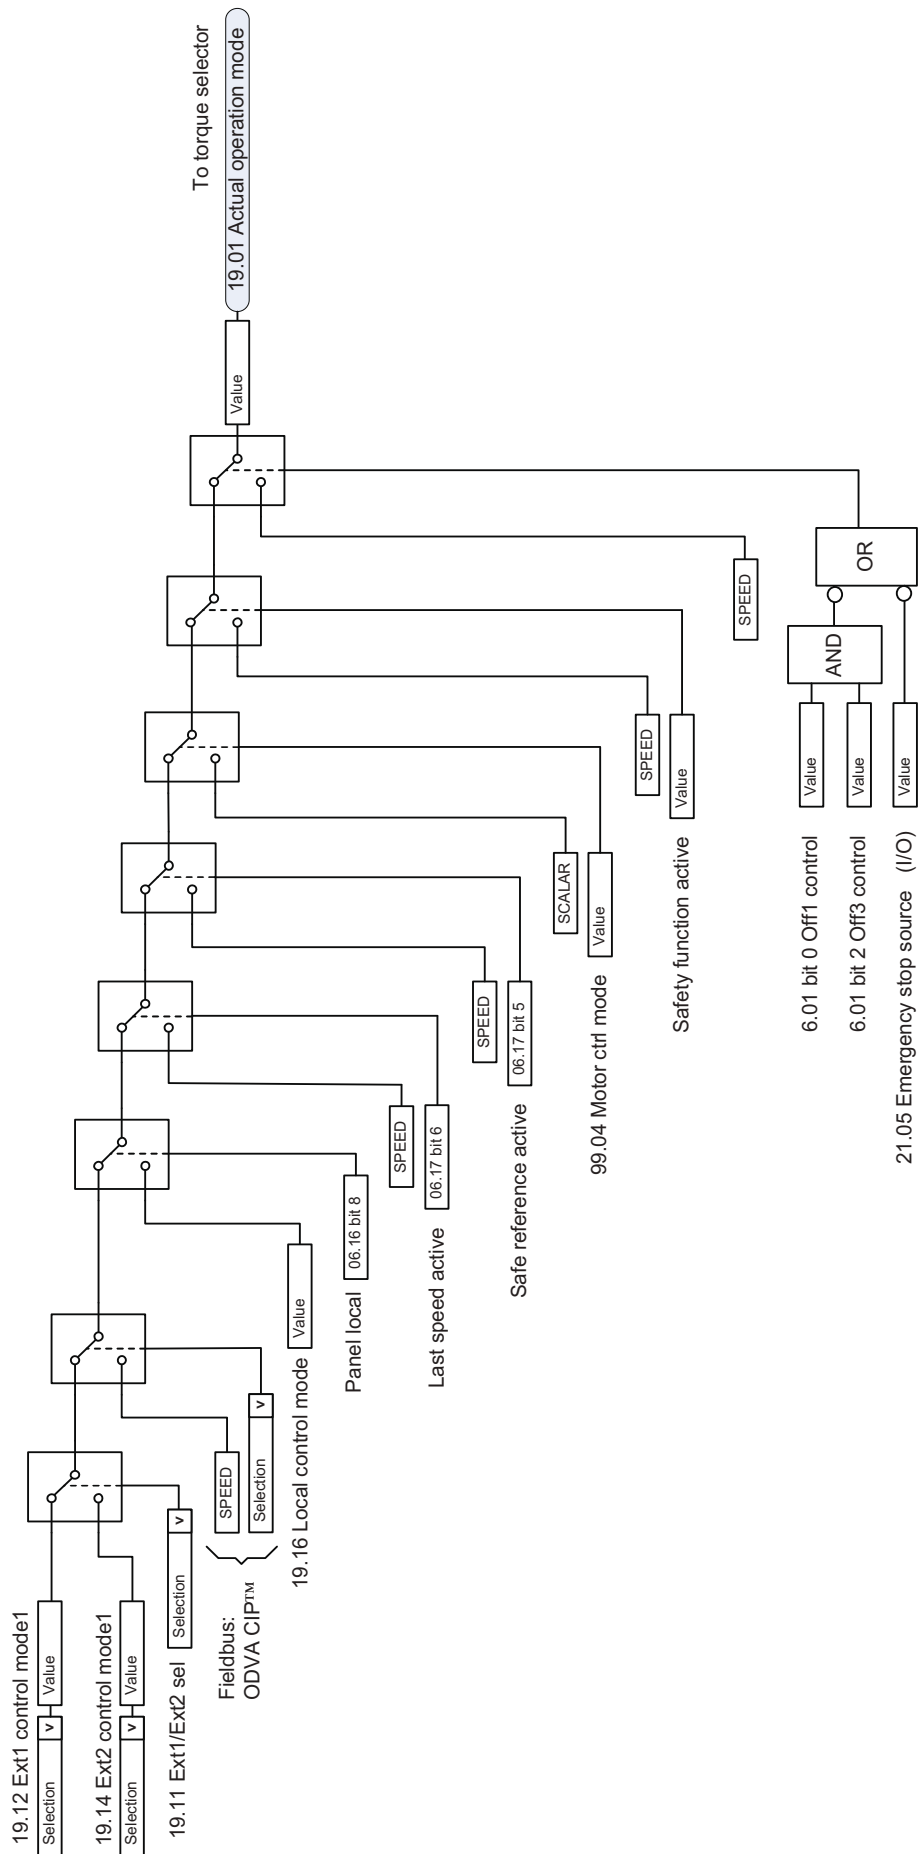 19.12 Ext1 control mode1
Selection
v
Value
19.14 Ext2 control mode1
Selection
v
Value
19.11 Ext1/Ext2 sel
Selection
v
Fieldbus:
ODVA CIP™
SPEED
Selection
v
19.16 Local control mode
Value
Panel local
06.16 bit 8
SPEED
Last speed active
06.17 bit 6
SPEED
Safe reference active
06.17 bit 5
SCALAR
99.04 Motor ctrl mode
Value
SPEED
Safety function active
Value
SPEED
6.01 bit 0 Off1 control
Value
6.01 bit 2 Off3 control
Value
AND
21.05 Emergency stop source (I/O)
Value
OR
Value
To torque selector
19.01 Actual operation mode